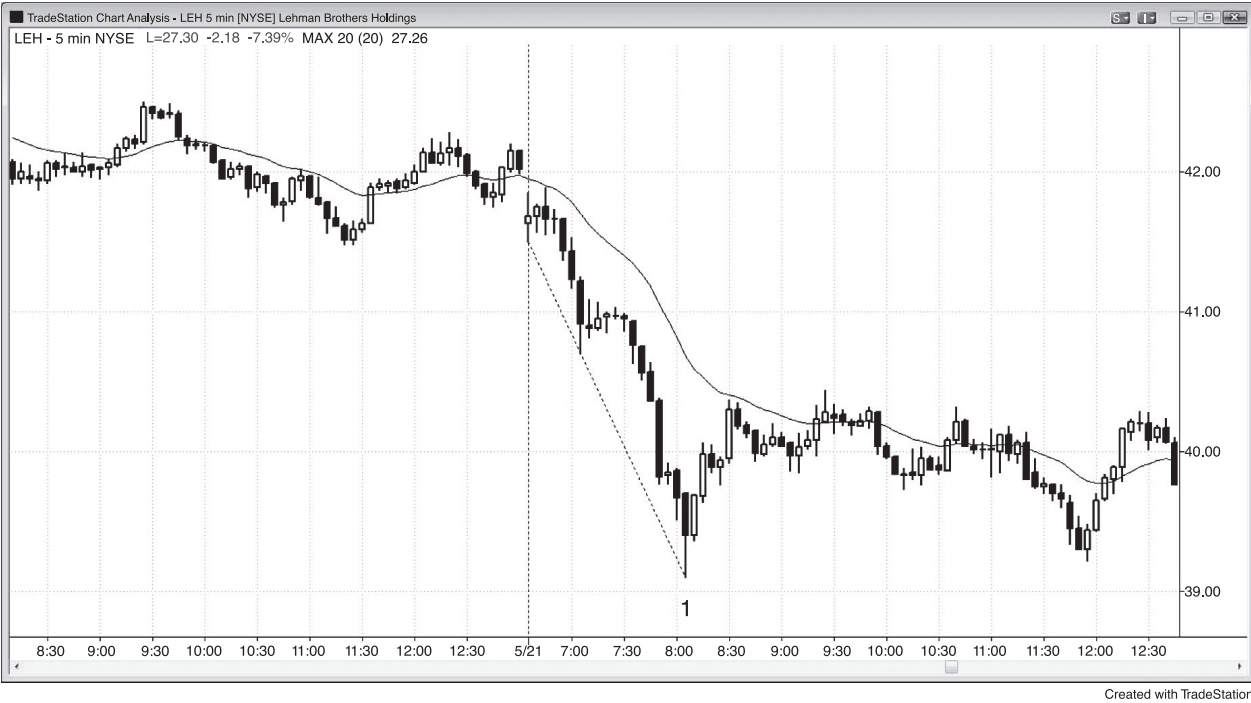 TradeStation Chart Analysis - LEH 5 min [NYSE] Lehman Brothers Holdings
S I
LEH - 5 min NYSE L=27.30 -2.18 -7.39% MAX 20 (20) 27.26
42.00
41.00
40.00
39.00
1
8:30 9:00 9:30 10:00 10:30 11:00 11:30 12:00 12:30 5/21 7:00 7:30 8:00 8:30 9:00 9:30 10:00 10:30 11:00 11:30 12:00 12:30
Created with TradeStation